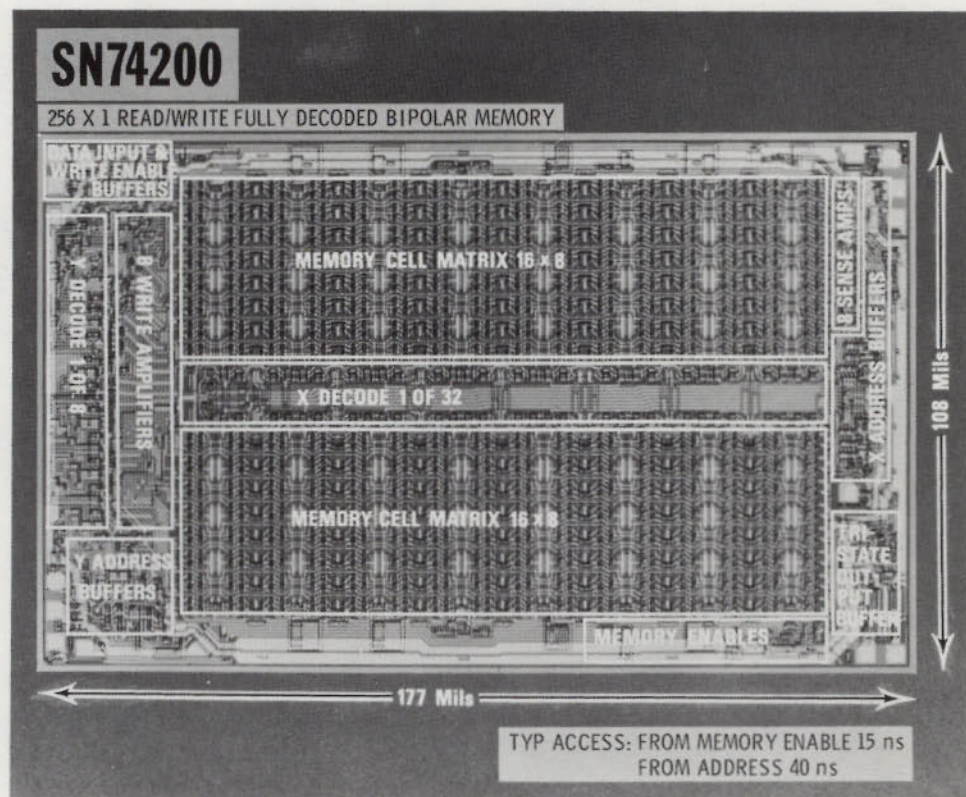 SN74200
256 X 1 READ/WRITE FULLY DECODED BIPOLAR MEMORY
DATA INPUT &
WRITE ENABLE
BUFFERS
Y DECODE 1 OF 8
8 WRITE AMPLIFIERS
MEMORY CELL MATRIX 16 x 8
8 SENSE AMPS
X ADDRESS BUFFERS
X DECODE 1 OF 32
MEMORY CELL MATRIX 16 x 8
Y ADDRESS
BUFFERS
TRI-
STATE
OUT-
PUT
BUFFER
MEMORY ENABLES
108 Mils
177 Mils
TYP ACCESS: FROM MEMORY ENABLE 15 ns
FROM ADDRESS 40 ns